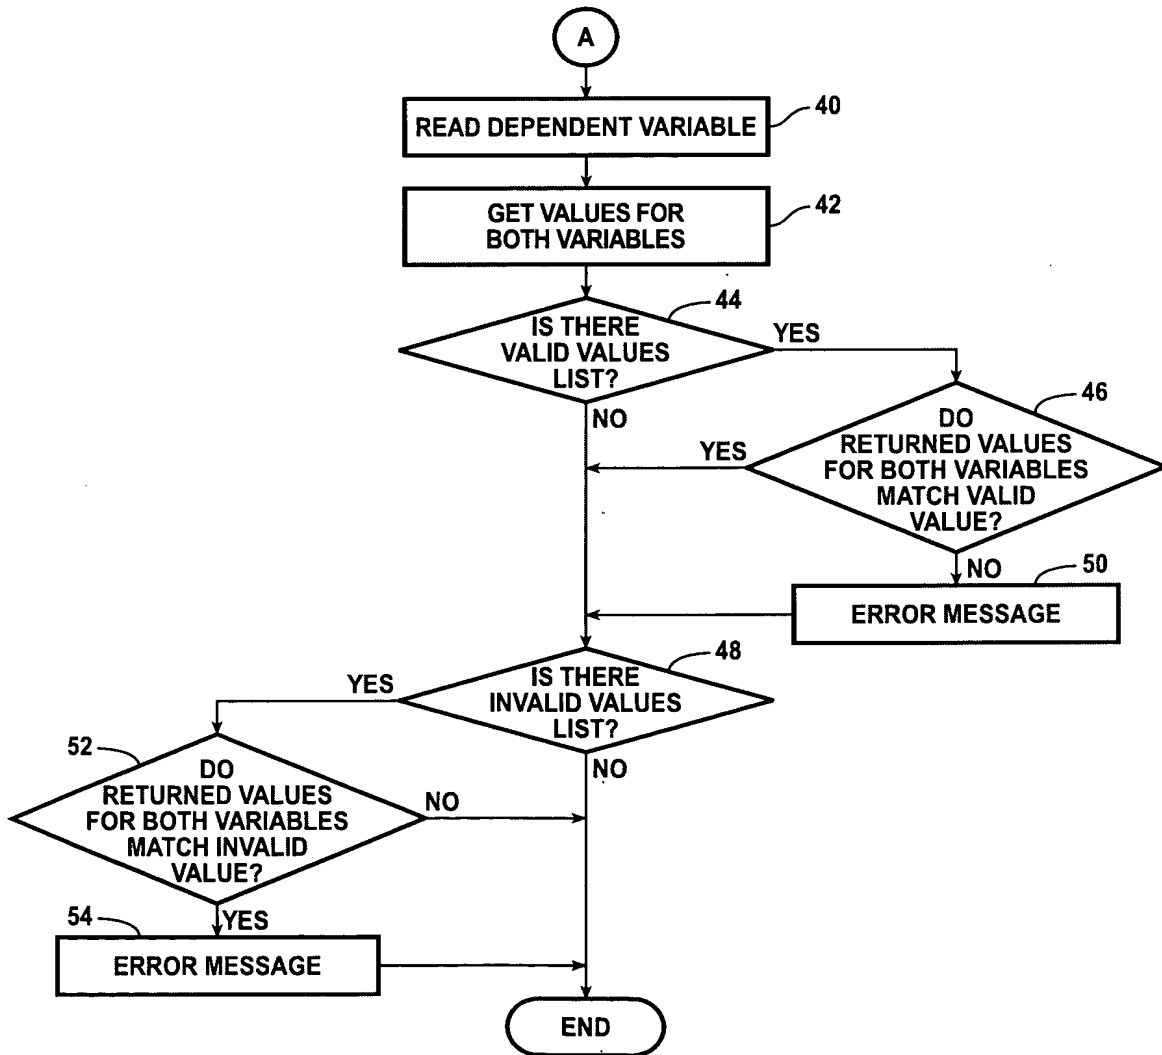 A
READ DEPENDENT VARIABLE
40
GET VALUES FOR
BOTH VARIABLES
42
44
IS THERE
VALID VALUES
LIST?
YES
NO
46
DO
RETURNED VALUES
FOR BOTH VARIABLES
MATCH VALID
VALUE?
YES
NO
50
ERROR MESSAGE
48
IS THERE
INVALID VALUES
LIST?
YES
NO
52
DO
RETURNED VALUES
FOR BOTH VARIABLES
MATCH INVALID
VALUE?
NO
YES
54
ERROR MESSAGE
END